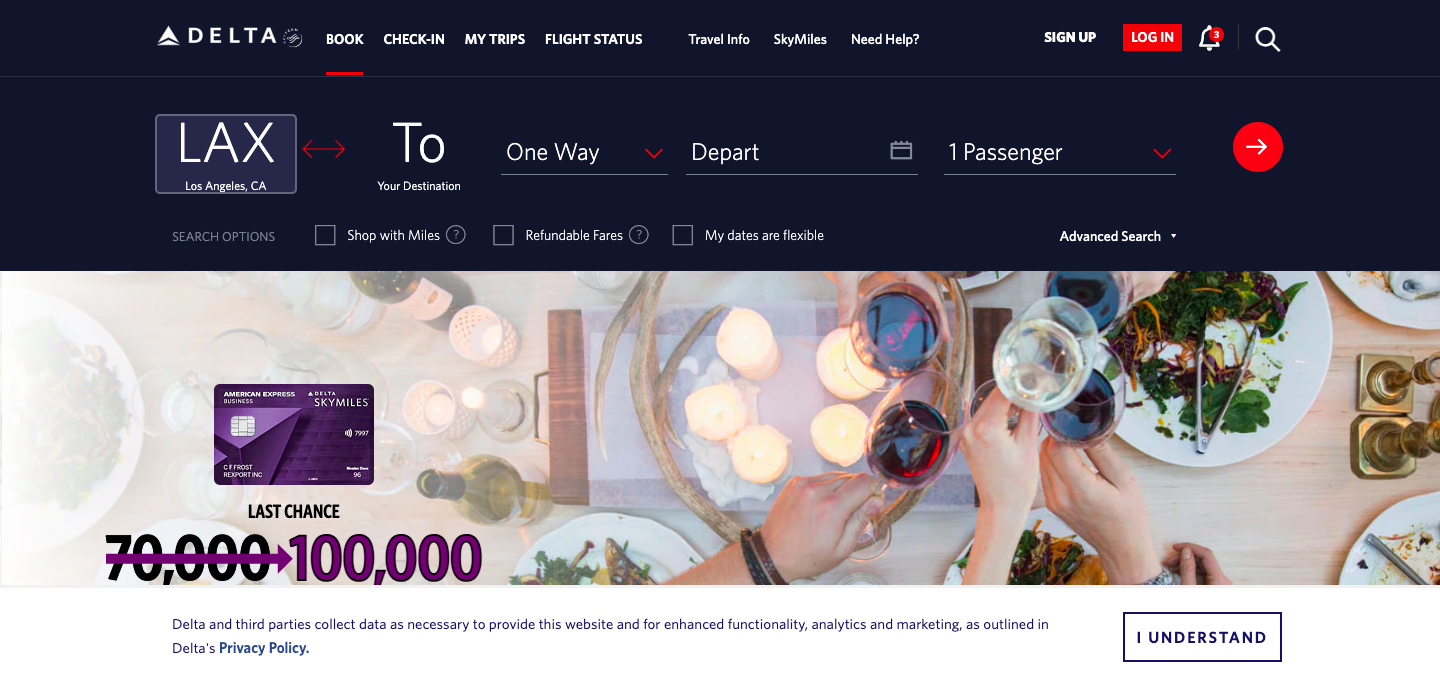 DELTA
BOOK
CHECK-IN
MY TRIPS
FLIGHT STATUS
Travel Info
SkyMiles
Need Help?
SIGN UP
LOG IN
3
LAX
Los Angeles, CA
To
Your Destination
One Way
Depart
1 Passenger
SEARCH OPTIONS
Shop with Miles ?
Refundable Fares ?
My dates are flexible
Advanced Search
AMERICAN EXPRESS
BUSINESS
DELTA
SKYMILES
7997
C F FROST
REXPORT INC
Member Since
96
LAST CHANCE
70,000 100,000
Delta and third parties collect data as necessary to provide this website and for enhanced functionality, analytics and marketing, as outlined in
Delta's Privacy Policy.
I UNDERSTAND